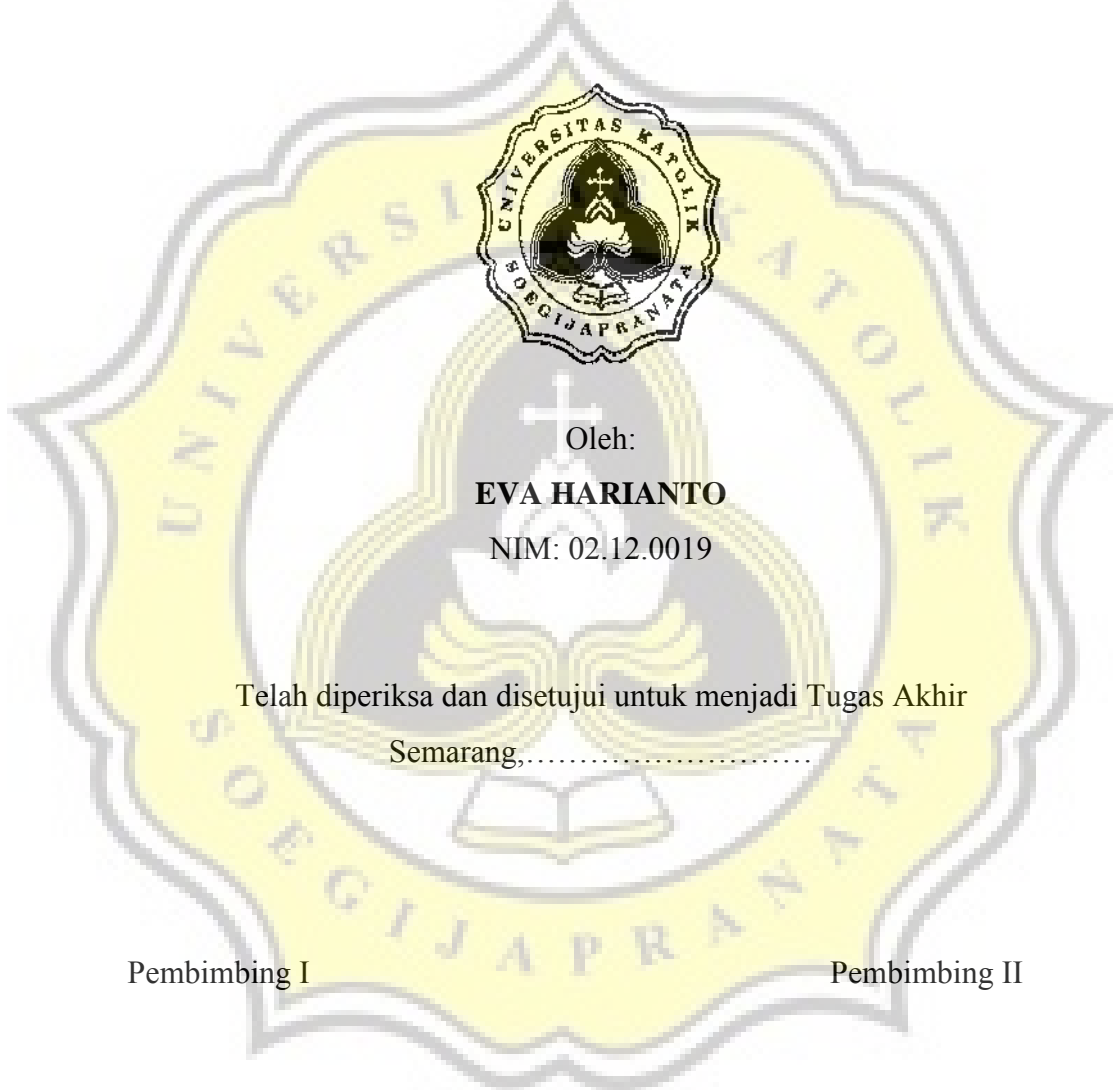 UNIVERSITAS KATOLIK
SOEGIJAPRANATA
Oleh:
EVA HARIANTO
NIM: 02.12.0019
Telah diperiksa dan disetujui untuk menjadi Tugas Akhir
Semarang,………………………
Pembimbing I Pembimbing II